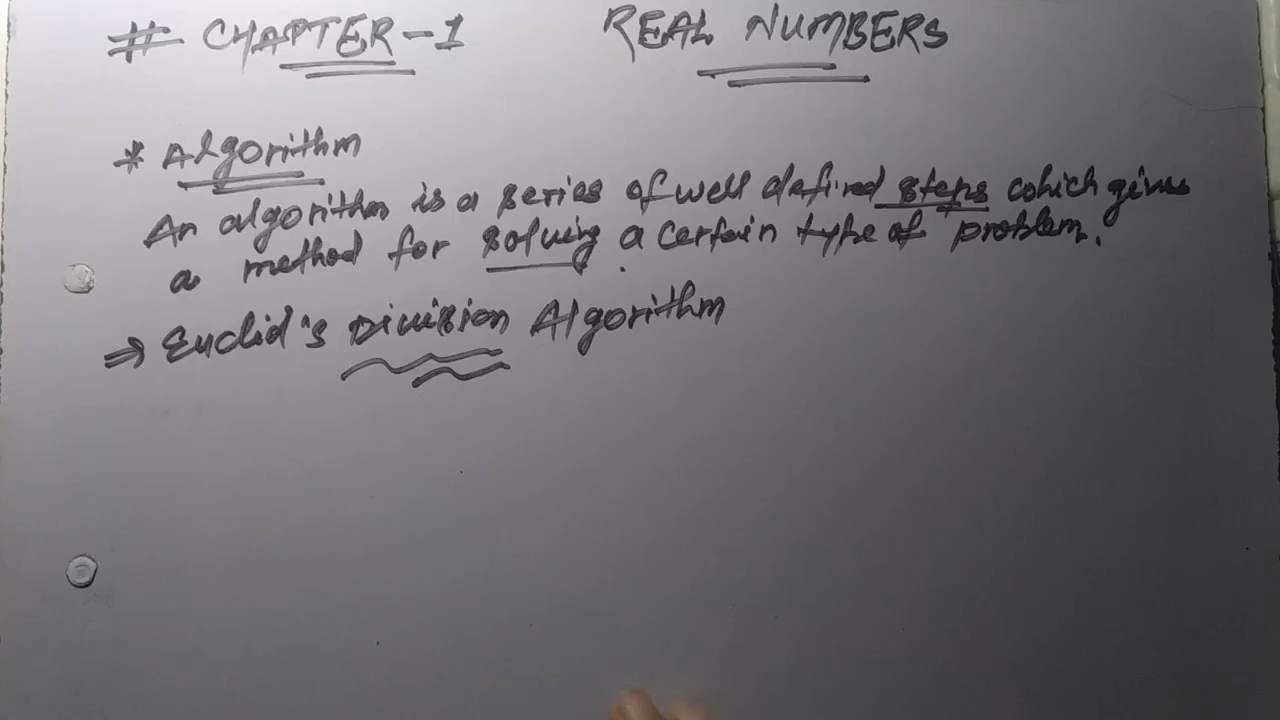 # CHAPTER-1 REAL NUMBERS
* Algorithm
An algorithm is a series of well defined steps which gives
a method for solving a certain type of problem.
⇒ Euclid's Division Algorithm